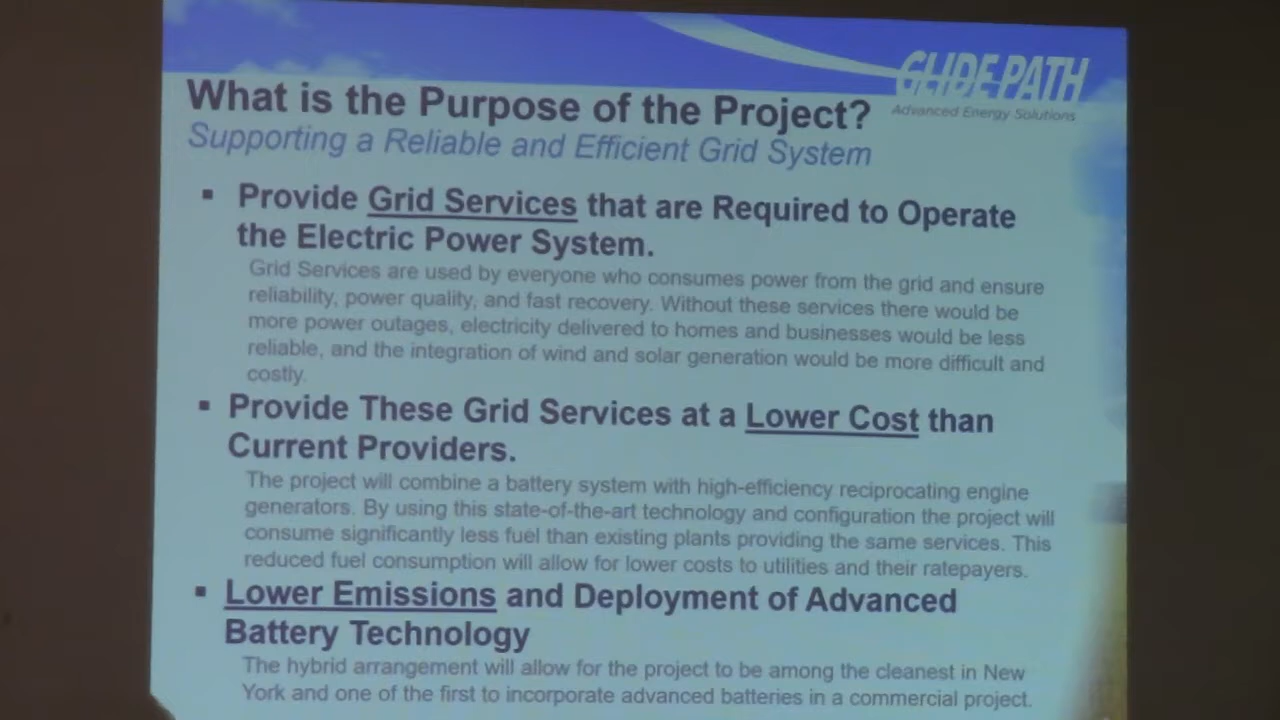 GLIDEPATH
Advanced Energy Solutions
What is the Purpose of the Project?
Supporting a Reliable and Efficient Grid System
▪ Provide Grid Services that are Required to Operate
the Electric Power System.
Grid Services are used by everyone who consumes power from the grid and ensure
reliability, power quality, and fast recovery. Without these services there would be
more power outages, electricity delivered to homes and businesses would be less
reliable, and the integration of wind and solar generation would be more difficult and
costly.
▪ Provide These Grid Services at a Lower Cost than
Current Providers.
The project will combine a battery system with high-efficiency reciprocating engine
generators. By using this state-of-the-art technology and configuration the project will
consume significantly less fuel than existing plants providing the same services. This
reduced fuel consumption will allow for lower costs to utilities and their ratepayers.
▪ Lower Emissions and Deployment of Advanced
Battery Technology
The hybrid arrangement will allow for the project to be among the cleanest in New
York and one of the first to incorporate advanced batteries in a commercial project.